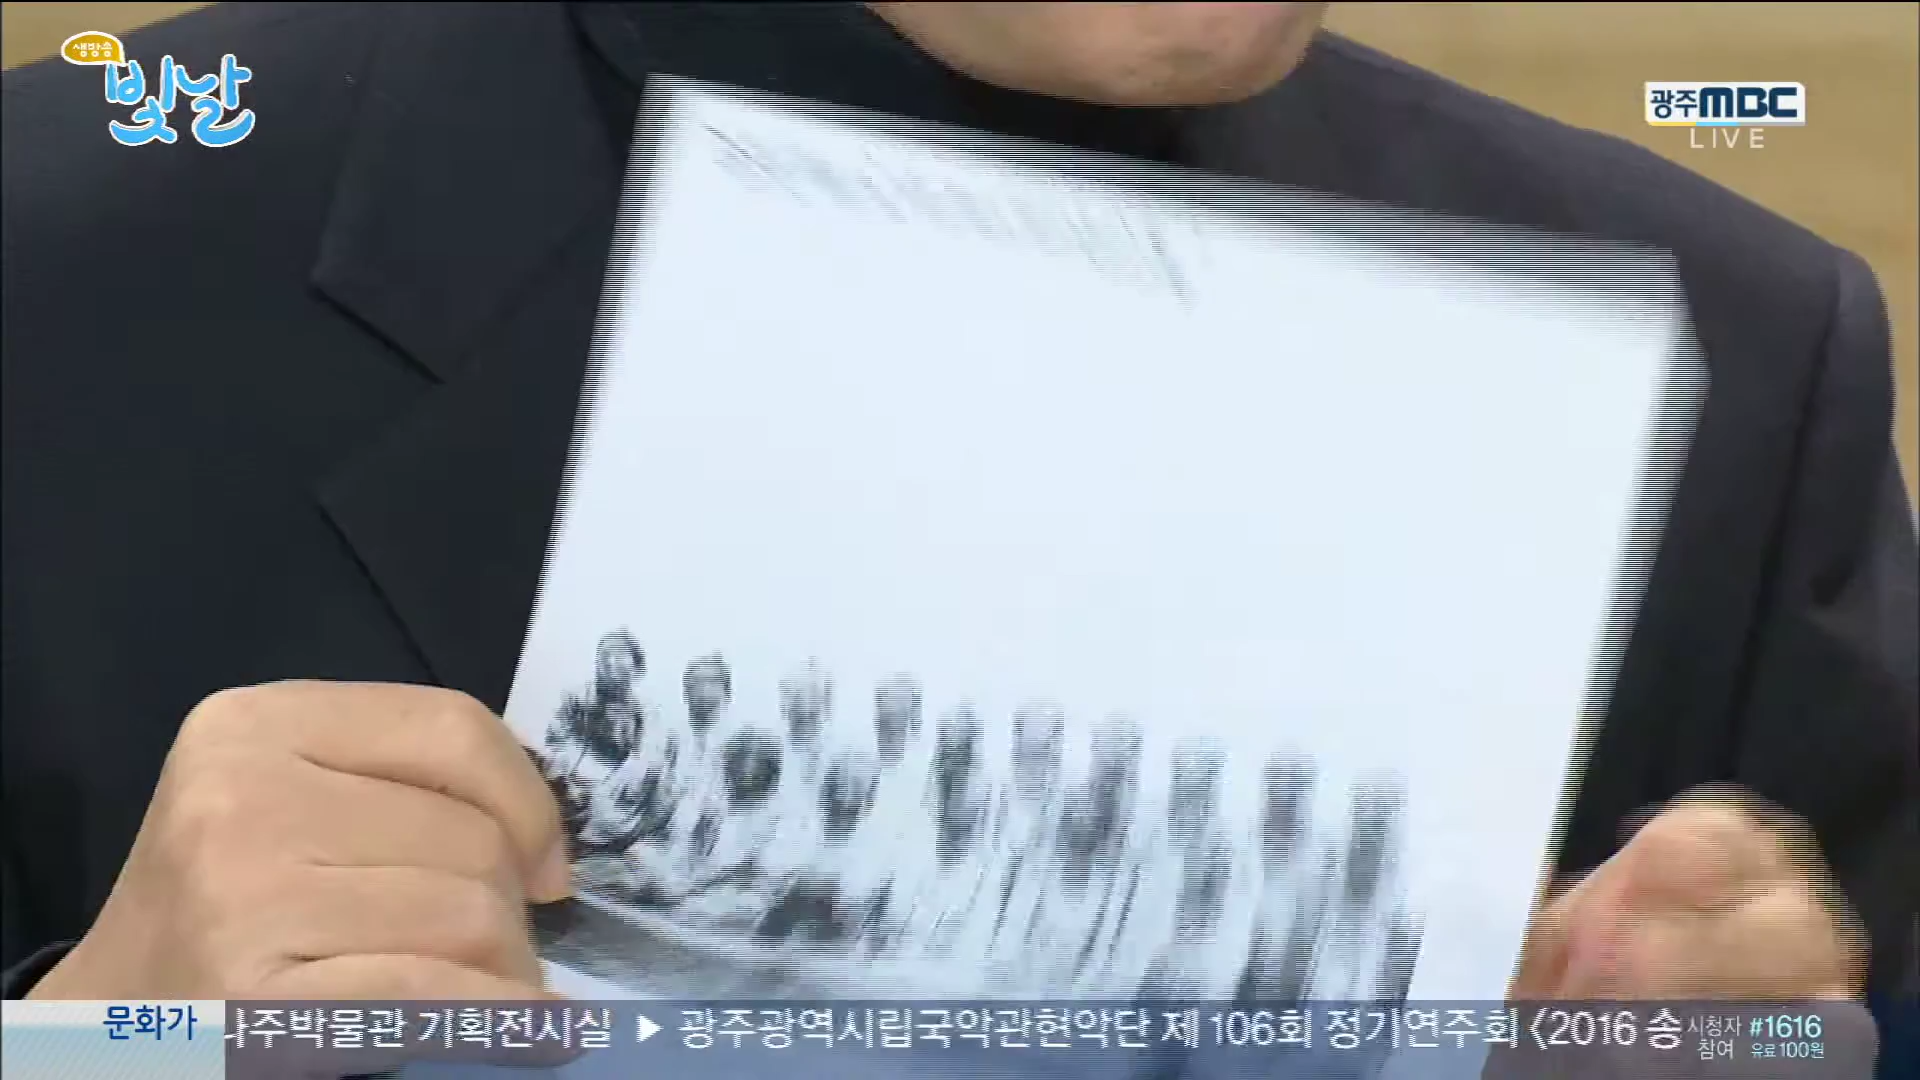 생방송
빛날
광주MBC
LIVE
문화가
나주박물관 기획전시실 ▶ 광주광역시립국악관현악단 제 106회 정기연주회 〈2016 송
시청자 #1616
참여 유료 100원